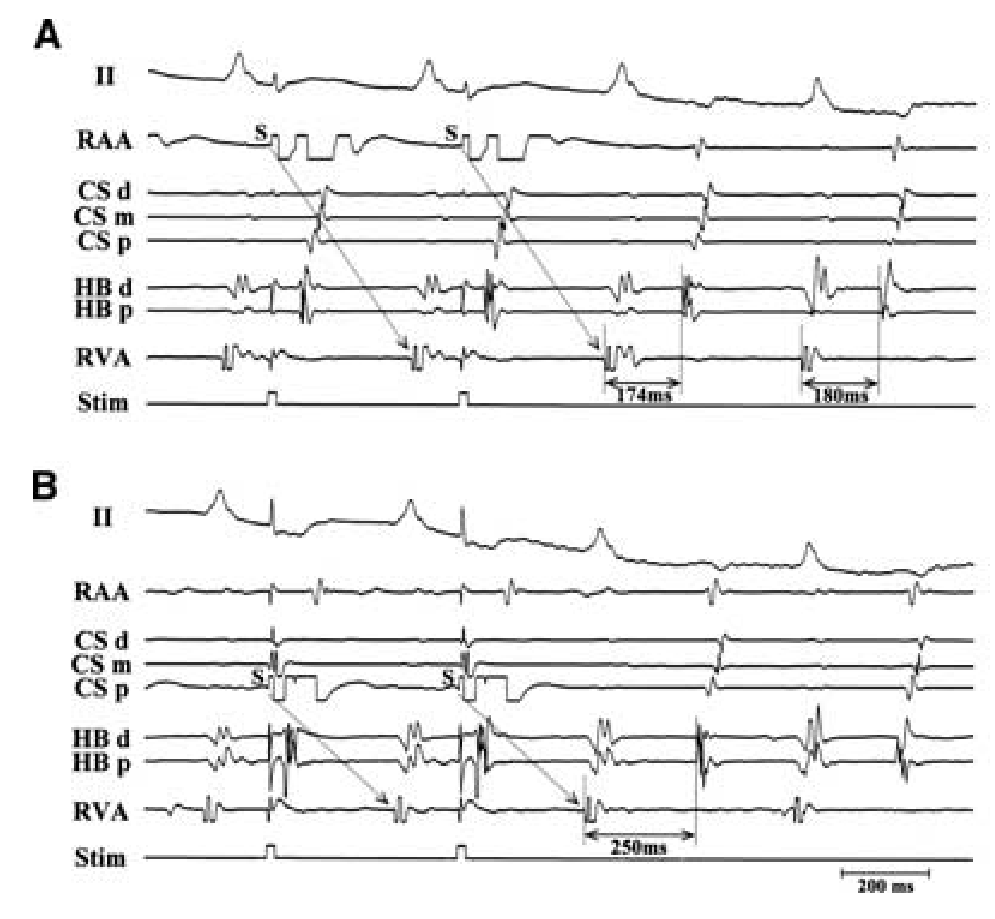 A
II
S S
RAA
CS d
CS m
CS p
HB d
HB p
RVA
174ms 180ms
Stim
B
II
RAA
CS d
CS m
S S
CS p
HB d
HB p
RVA
250ms
Stim
200 ms